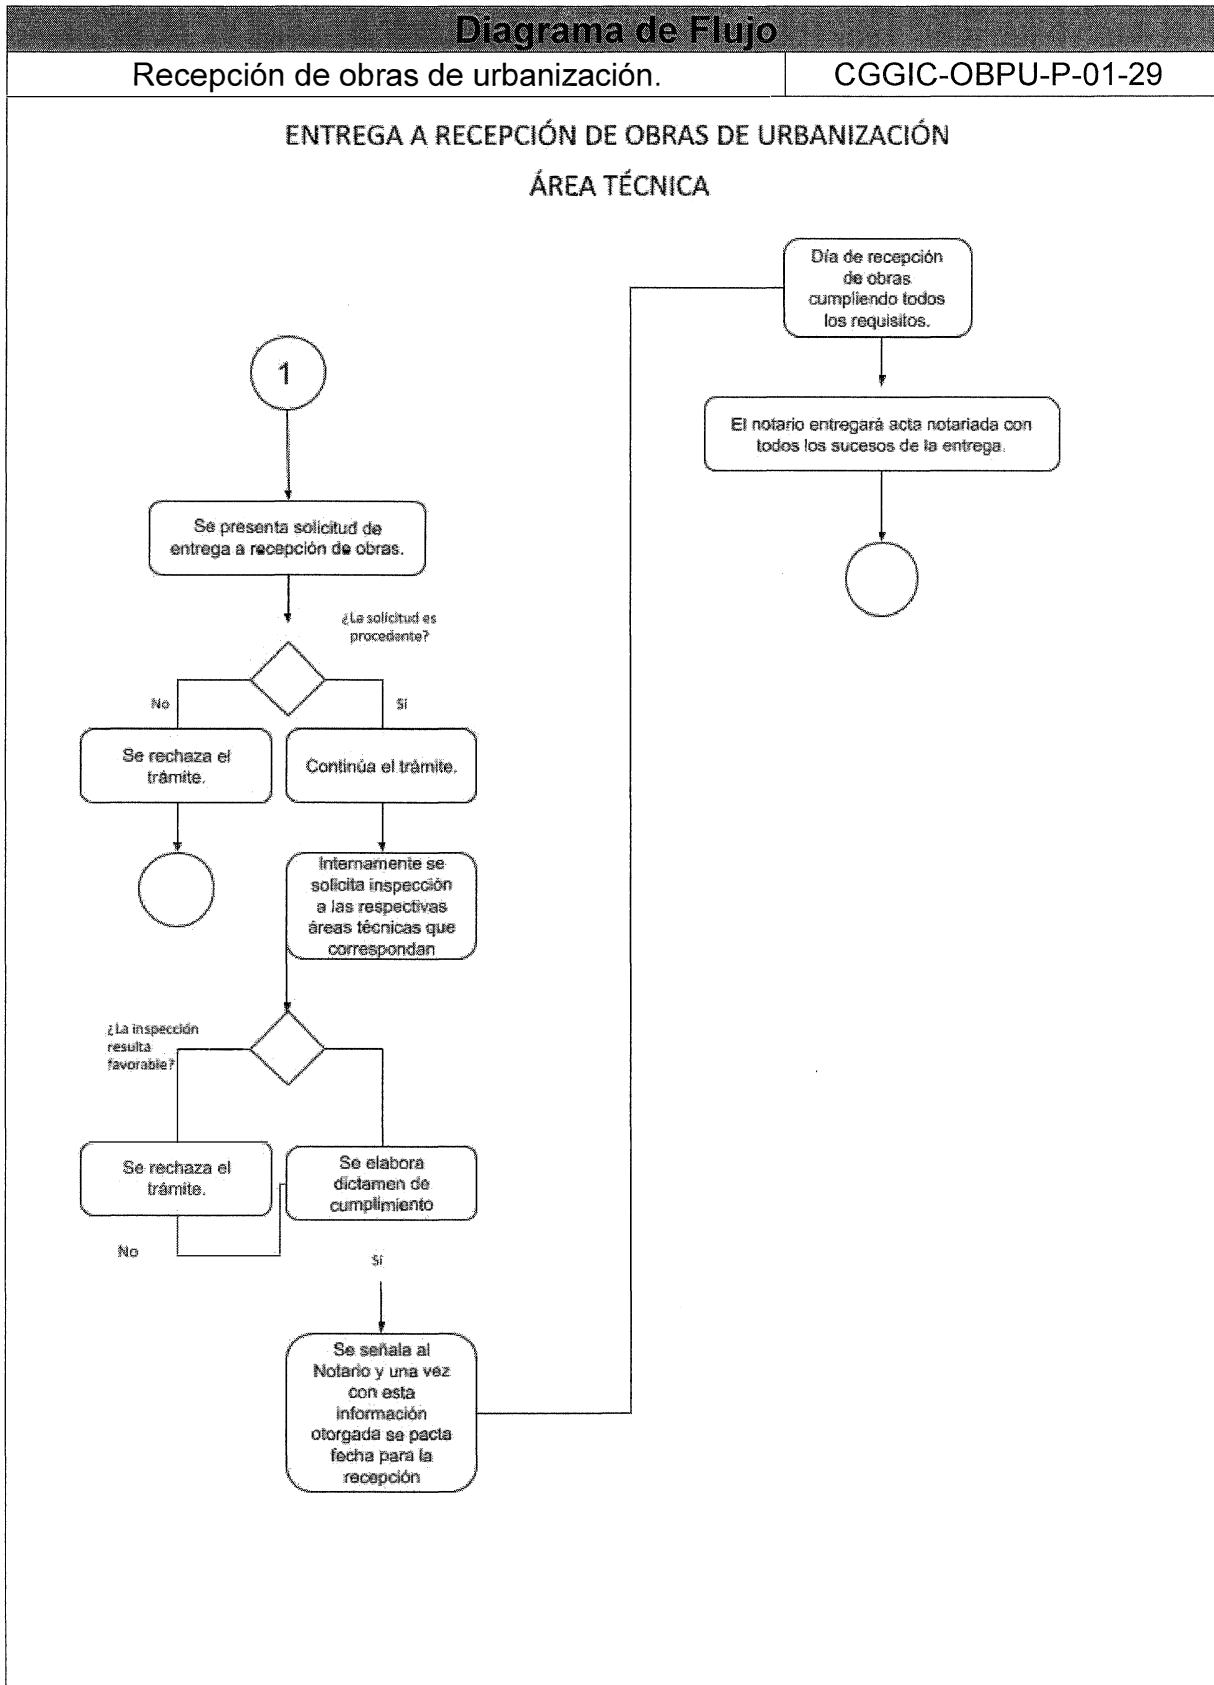 Diagrama de Flujo
Recepción de obras de urbanización.
CGGIC-OBPU-P-01-29
ENTREGA A RECEPCIÓN DE OBRAS DE URBANIZACIÓN
ÁREA TÉCNICA
1
Se presenta solicitud de
entrega a recepción de obras.
¿La solicitud es
procedente?
No
Sí
Se rechaza el
trámite.
Continúa el trámite.
Internamente se
solicita inspección
a las respectivas
áreas técnicas que
correspondan
¿La inspección
resulta
favorable?
Se rechaza el
trámite.
Se elabora
dictamen de
cumplimiento
No
Sí
Se señala al
Notario y una vez
con esta
información
otorgada se pacta
fecha para la
recepción
Día de recepción
de obras
cumpliendo todos
los requisitos.
El notario entregará acta notariada con
todos los sucesos de la entrega.